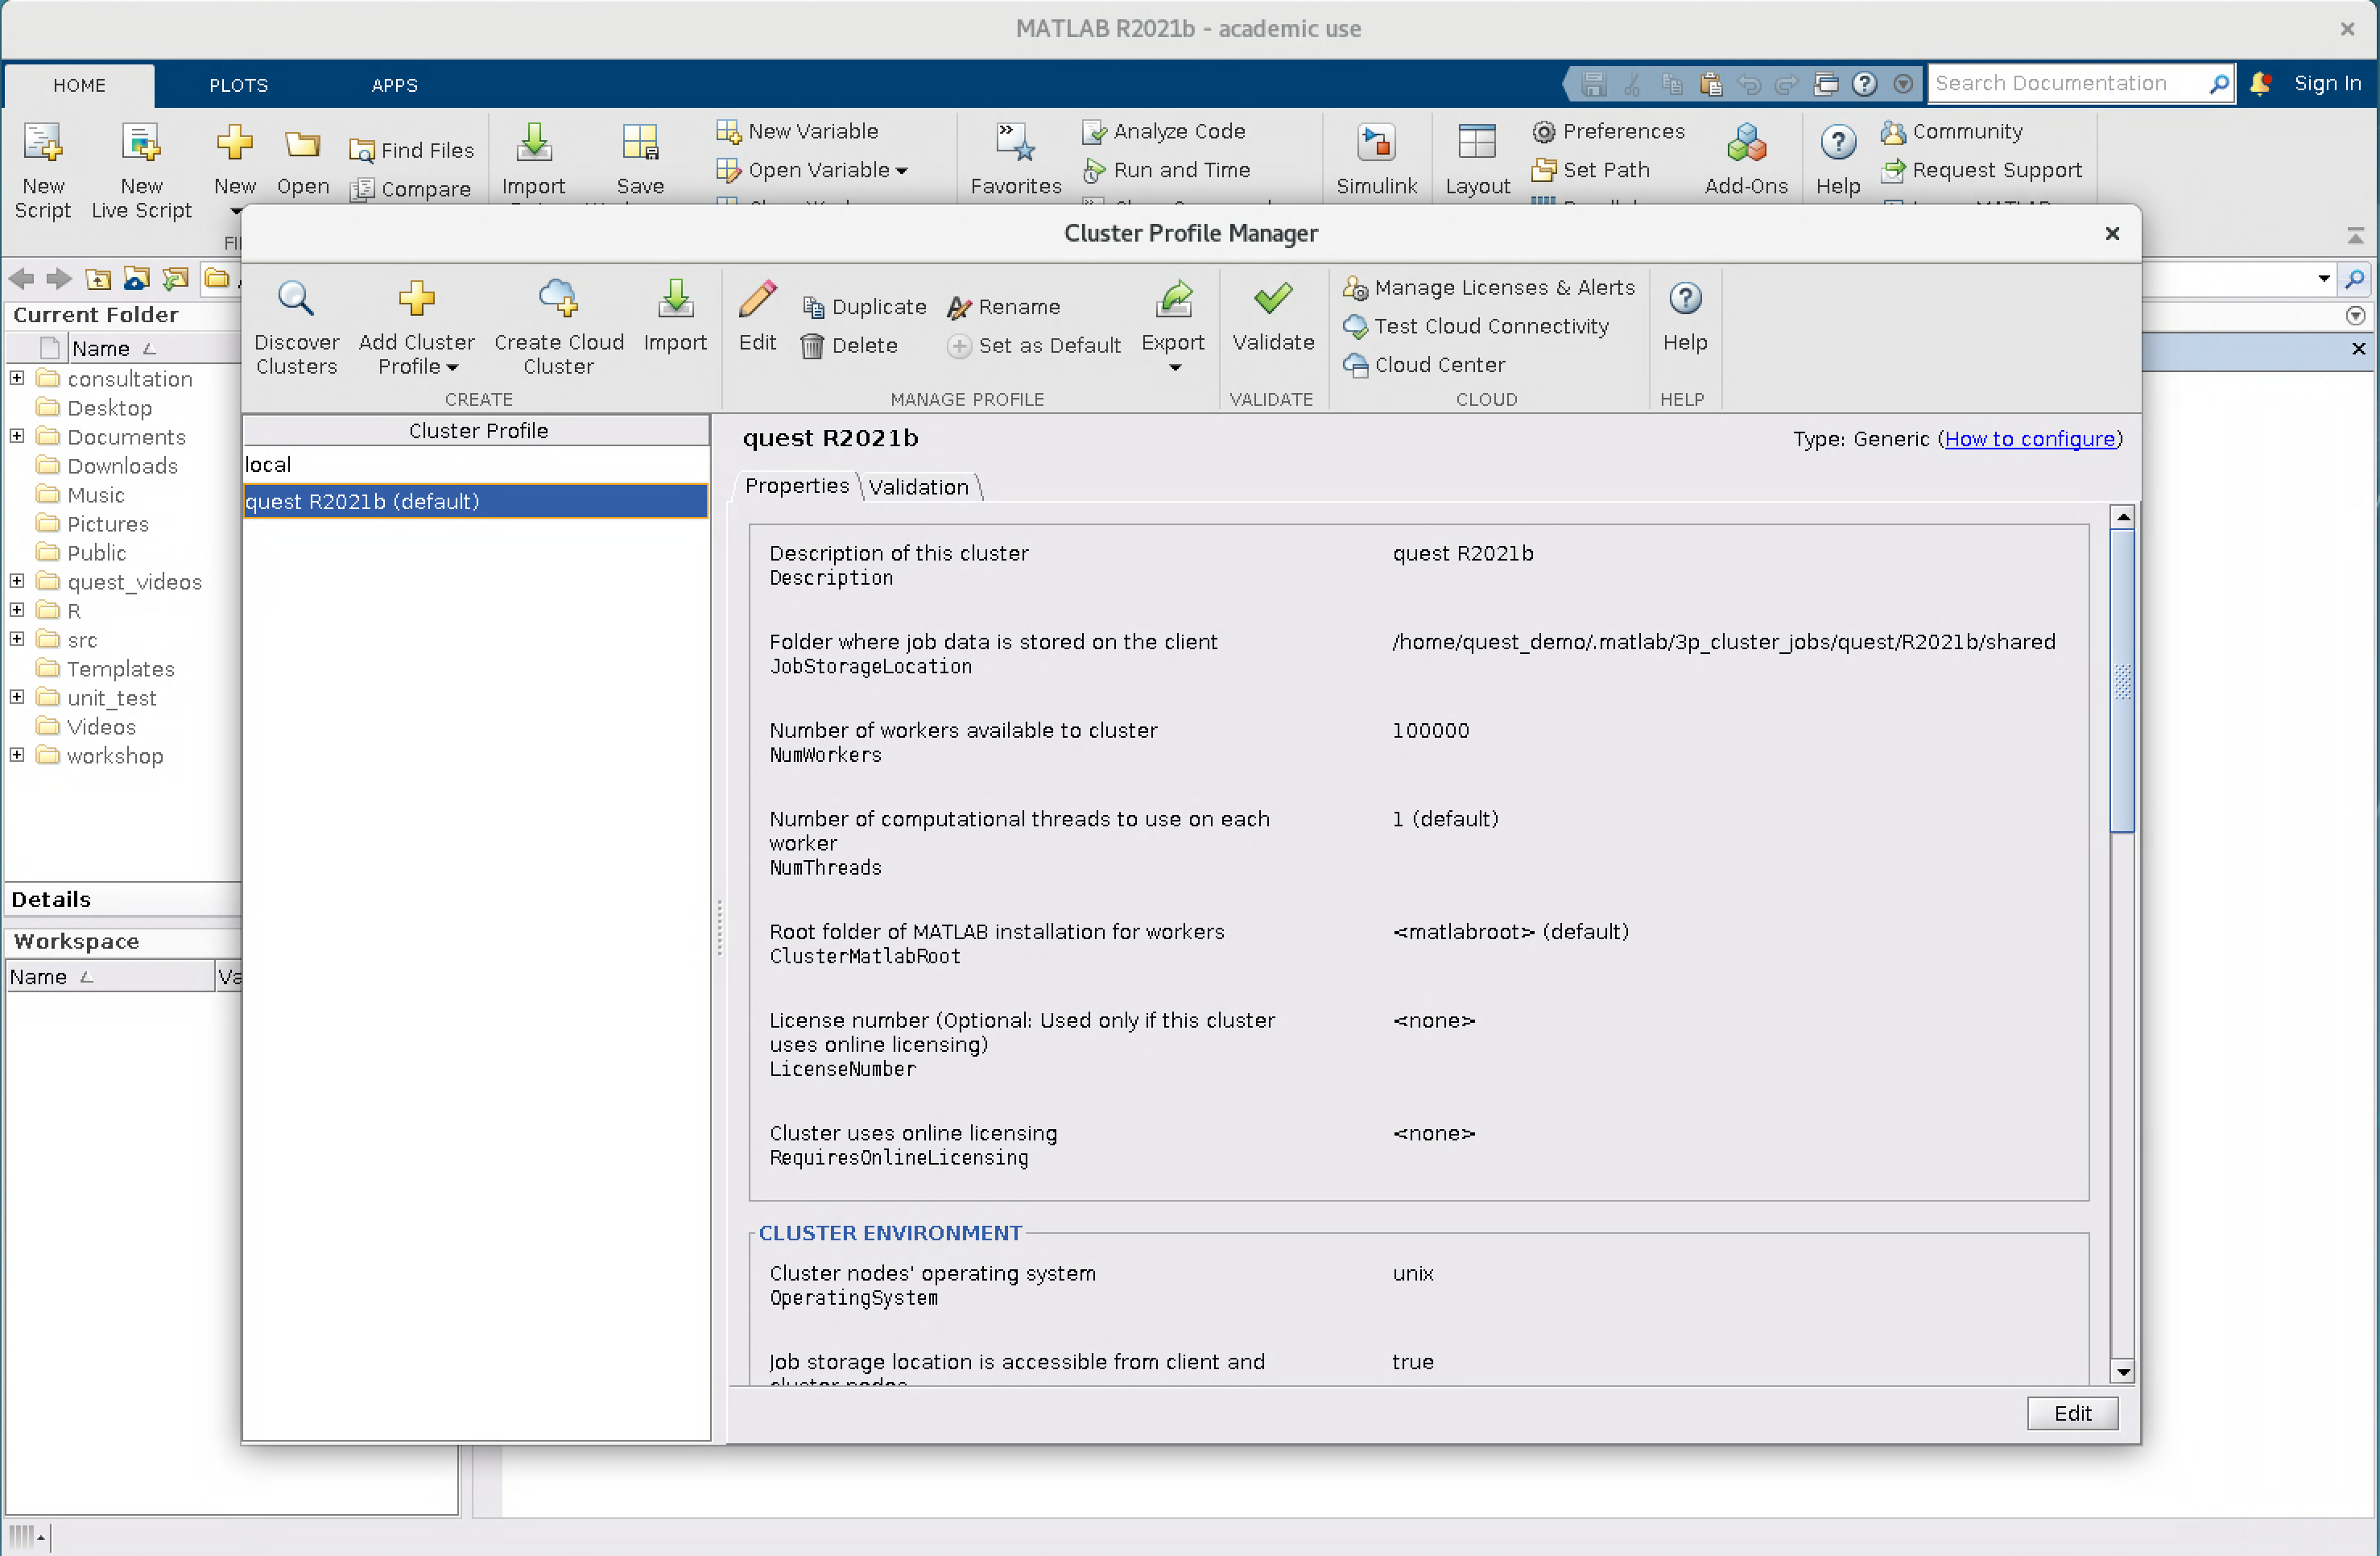 MATLAB R2021b - academic use
HOME PLOTS APPS
Search Documentation Sign In
New Script
New Live Script
New
Open
Find Files
Compare
Import
Save
New Variable
Open Variable
Favorites
Analyze Code
Run and Time
Simulink
Layout
Preferences
Set Path
Add-Ons
Help
Community
Request Support
Cluster Profile Manager
Discover Clusters
Add Cluster Profile
Create Cloud Cluster
Import
CREATE
Edit
Duplicate
Delete
Rename
Set as Default
Export
MANAGE PROFILE
Validate
VALIDATE
Manage Licenses & Alerts
Test Cloud Connectivity
Cloud Center
CLOUD
Help
HELP
Current Folder
Name
consultation
Desktop
Documents
Downloads
Music
Pictures
Public
quest_videos
R
src
Templates
unit_test
Videos
workshop
Details
Workspace
Name
Cluster Profile
local
quest R2021b (default)
quest R2021b
Type: Generic (How to configure)
Properties Validation
Description of this cluster quest R2021b
Description
Folder where job data is stored on the client /home/quest_demo/.matlab/3p_cluster_jobs/quest/R2021b/shared
JobStorageLocation
Number of workers available to cluster 100000
NumWorkers
Number of computational threads to use on each 1 (default)
worker
NumThreads
Root folder of MATLAB installation for workers <matlabroot> (default)
ClusterMatlabRoot
License number (Optional: Used only if this cluster <none>
uses online licensing)
LicenseNumber
Cluster uses online licensing <none>
RequiresOnlineLicensing
CLUSTER ENVIRONMENT
Cluster nodes' operating system unix
OperatingSystem
Job storage location is accessible from client and true
cluster nodes
Edit